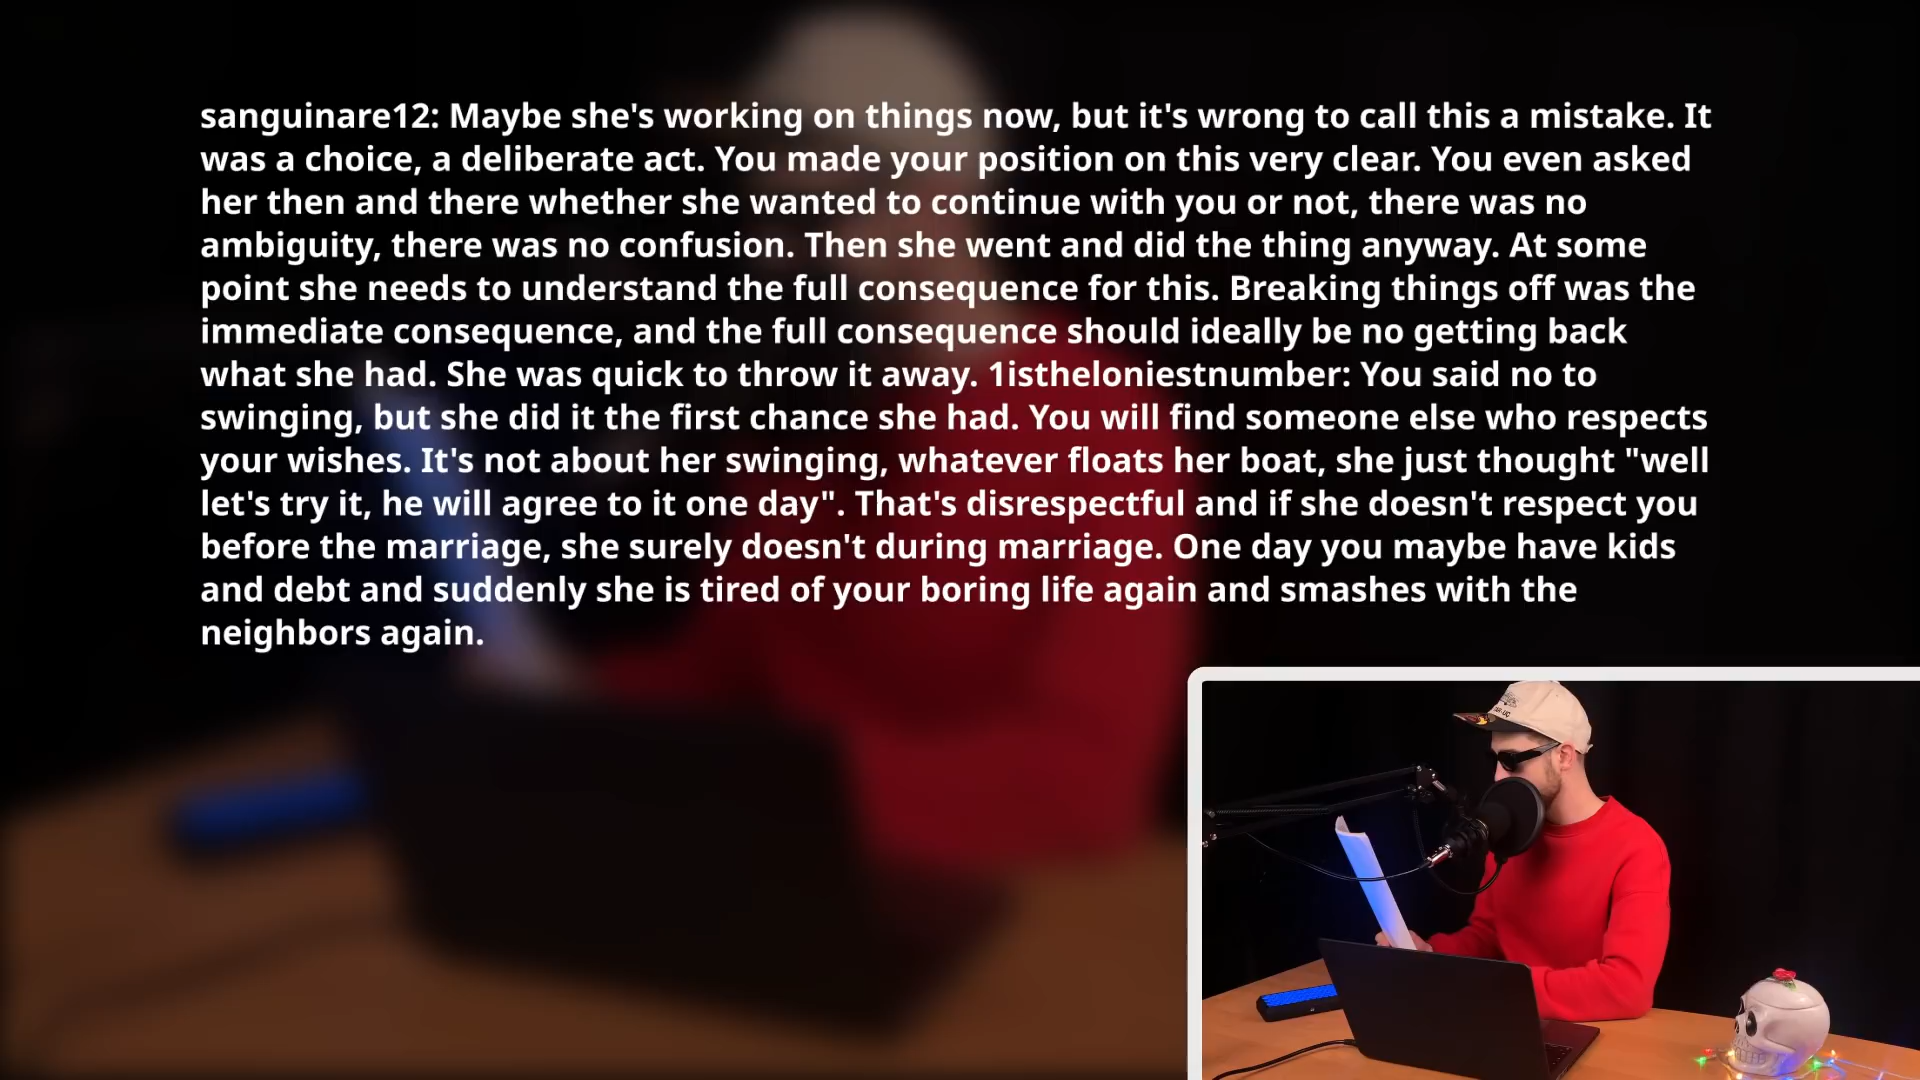 sanguinare12: Maybe she's working on things now, but it's wrong to call this a mistake. It
was a choice, a deliberate act. You made your position on this very clear. You even asked
her then and there whether she wanted to continue with you or not, there was no
ambiguity, there was no confusion. Then she went and did the thing anyway. At some
point she needs to understand the full consequence for this. Breaking things off was the
immediate consequence, and the full consequence should ideally be no getting back
what she had. She was quick to throw it away. 1istheloniestnumber: You said no to
swinging, but she did it the first chance she had. You will find someone else who respects
your wishes. It's not about her swinging, whatever floats her boat, she just thought "well
let's try it, he will agree to it one day". That's disrespectful and if she doesn't respect you
before the marriage, she surely doesn't during marriage. One day you maybe have kids
and debt and suddenly she is tired of your boring life again and smashes with the
neighbors again.